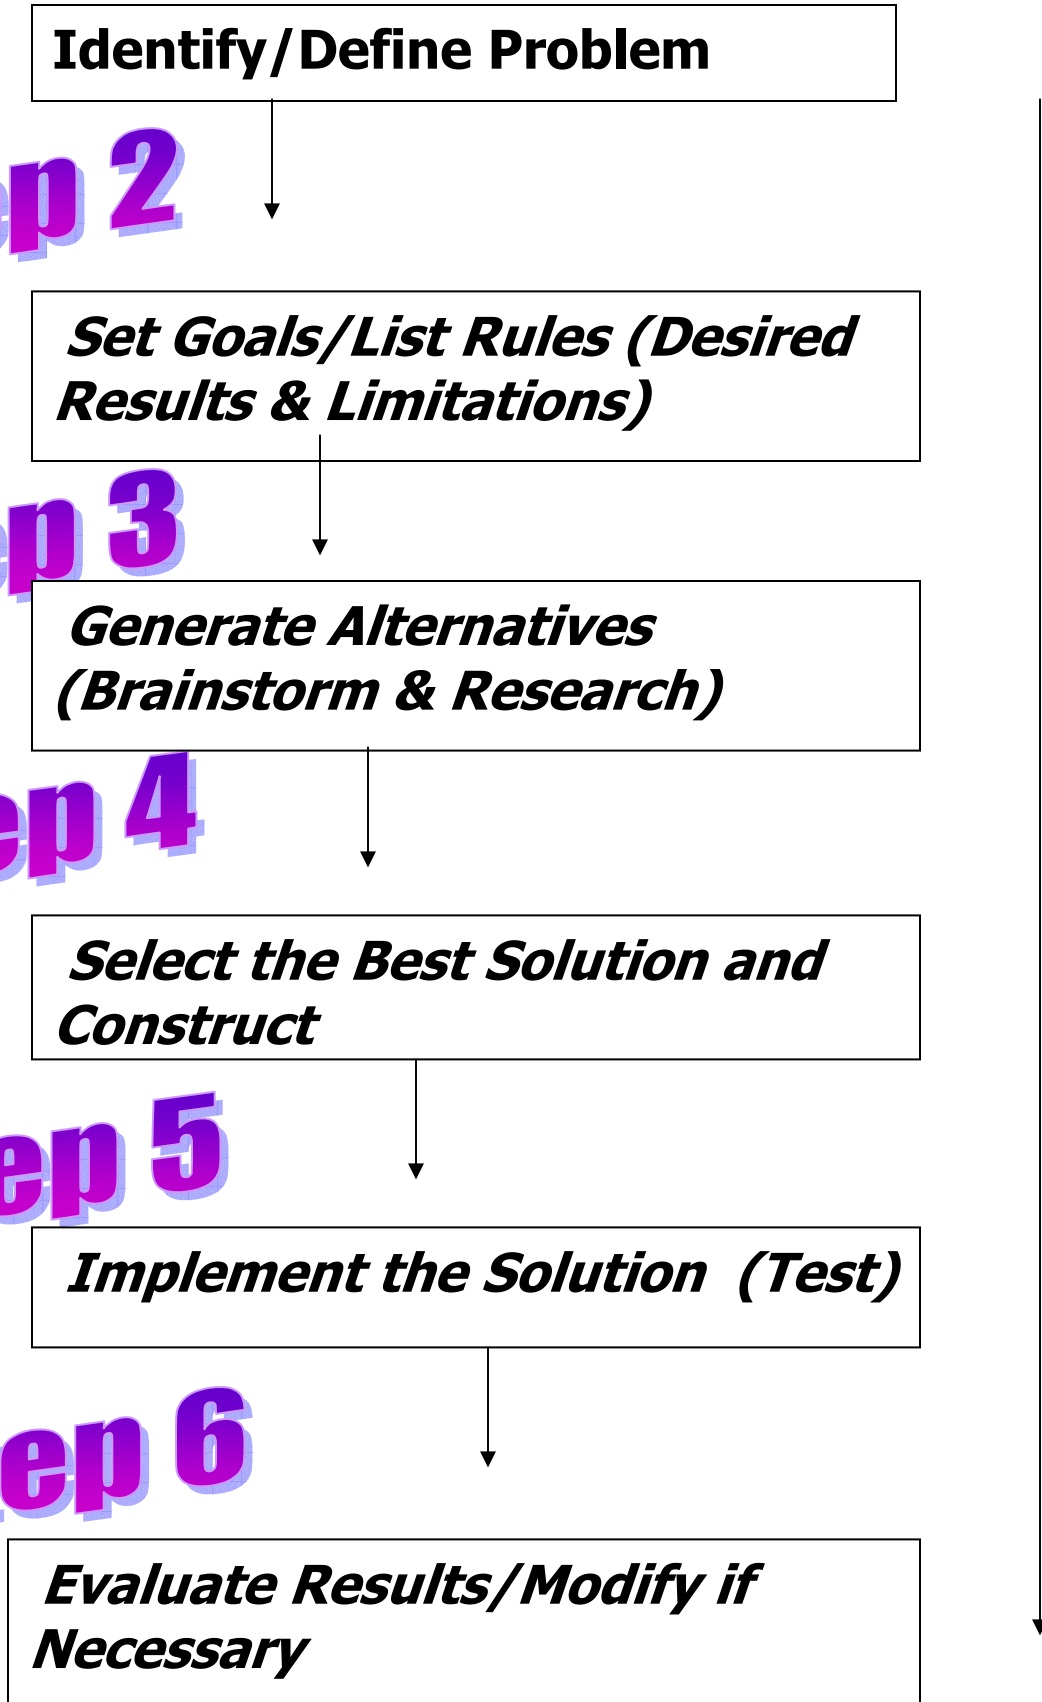 Identify/Define Problem
ep 2
Set Goals/List Rules (Desired
Results & Limitations)
ep 3
Generate Alternatives
(Brainstorm & Research)
ep 4
Select the Best Solution and
Construct
ep 5
Implement the Solution (Test)
ep 6
Evaluate Results/Modify if
Necessary